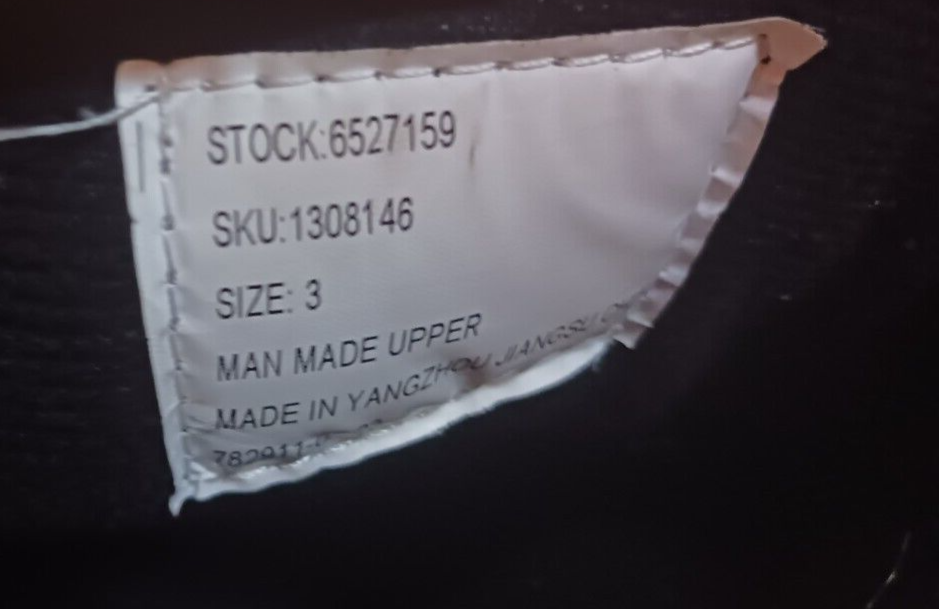 STOCK:6527159
SKU:1308146
SIZE: 3
MAN MADE UPPER
MADE IN YANGZHOU JIANGSU